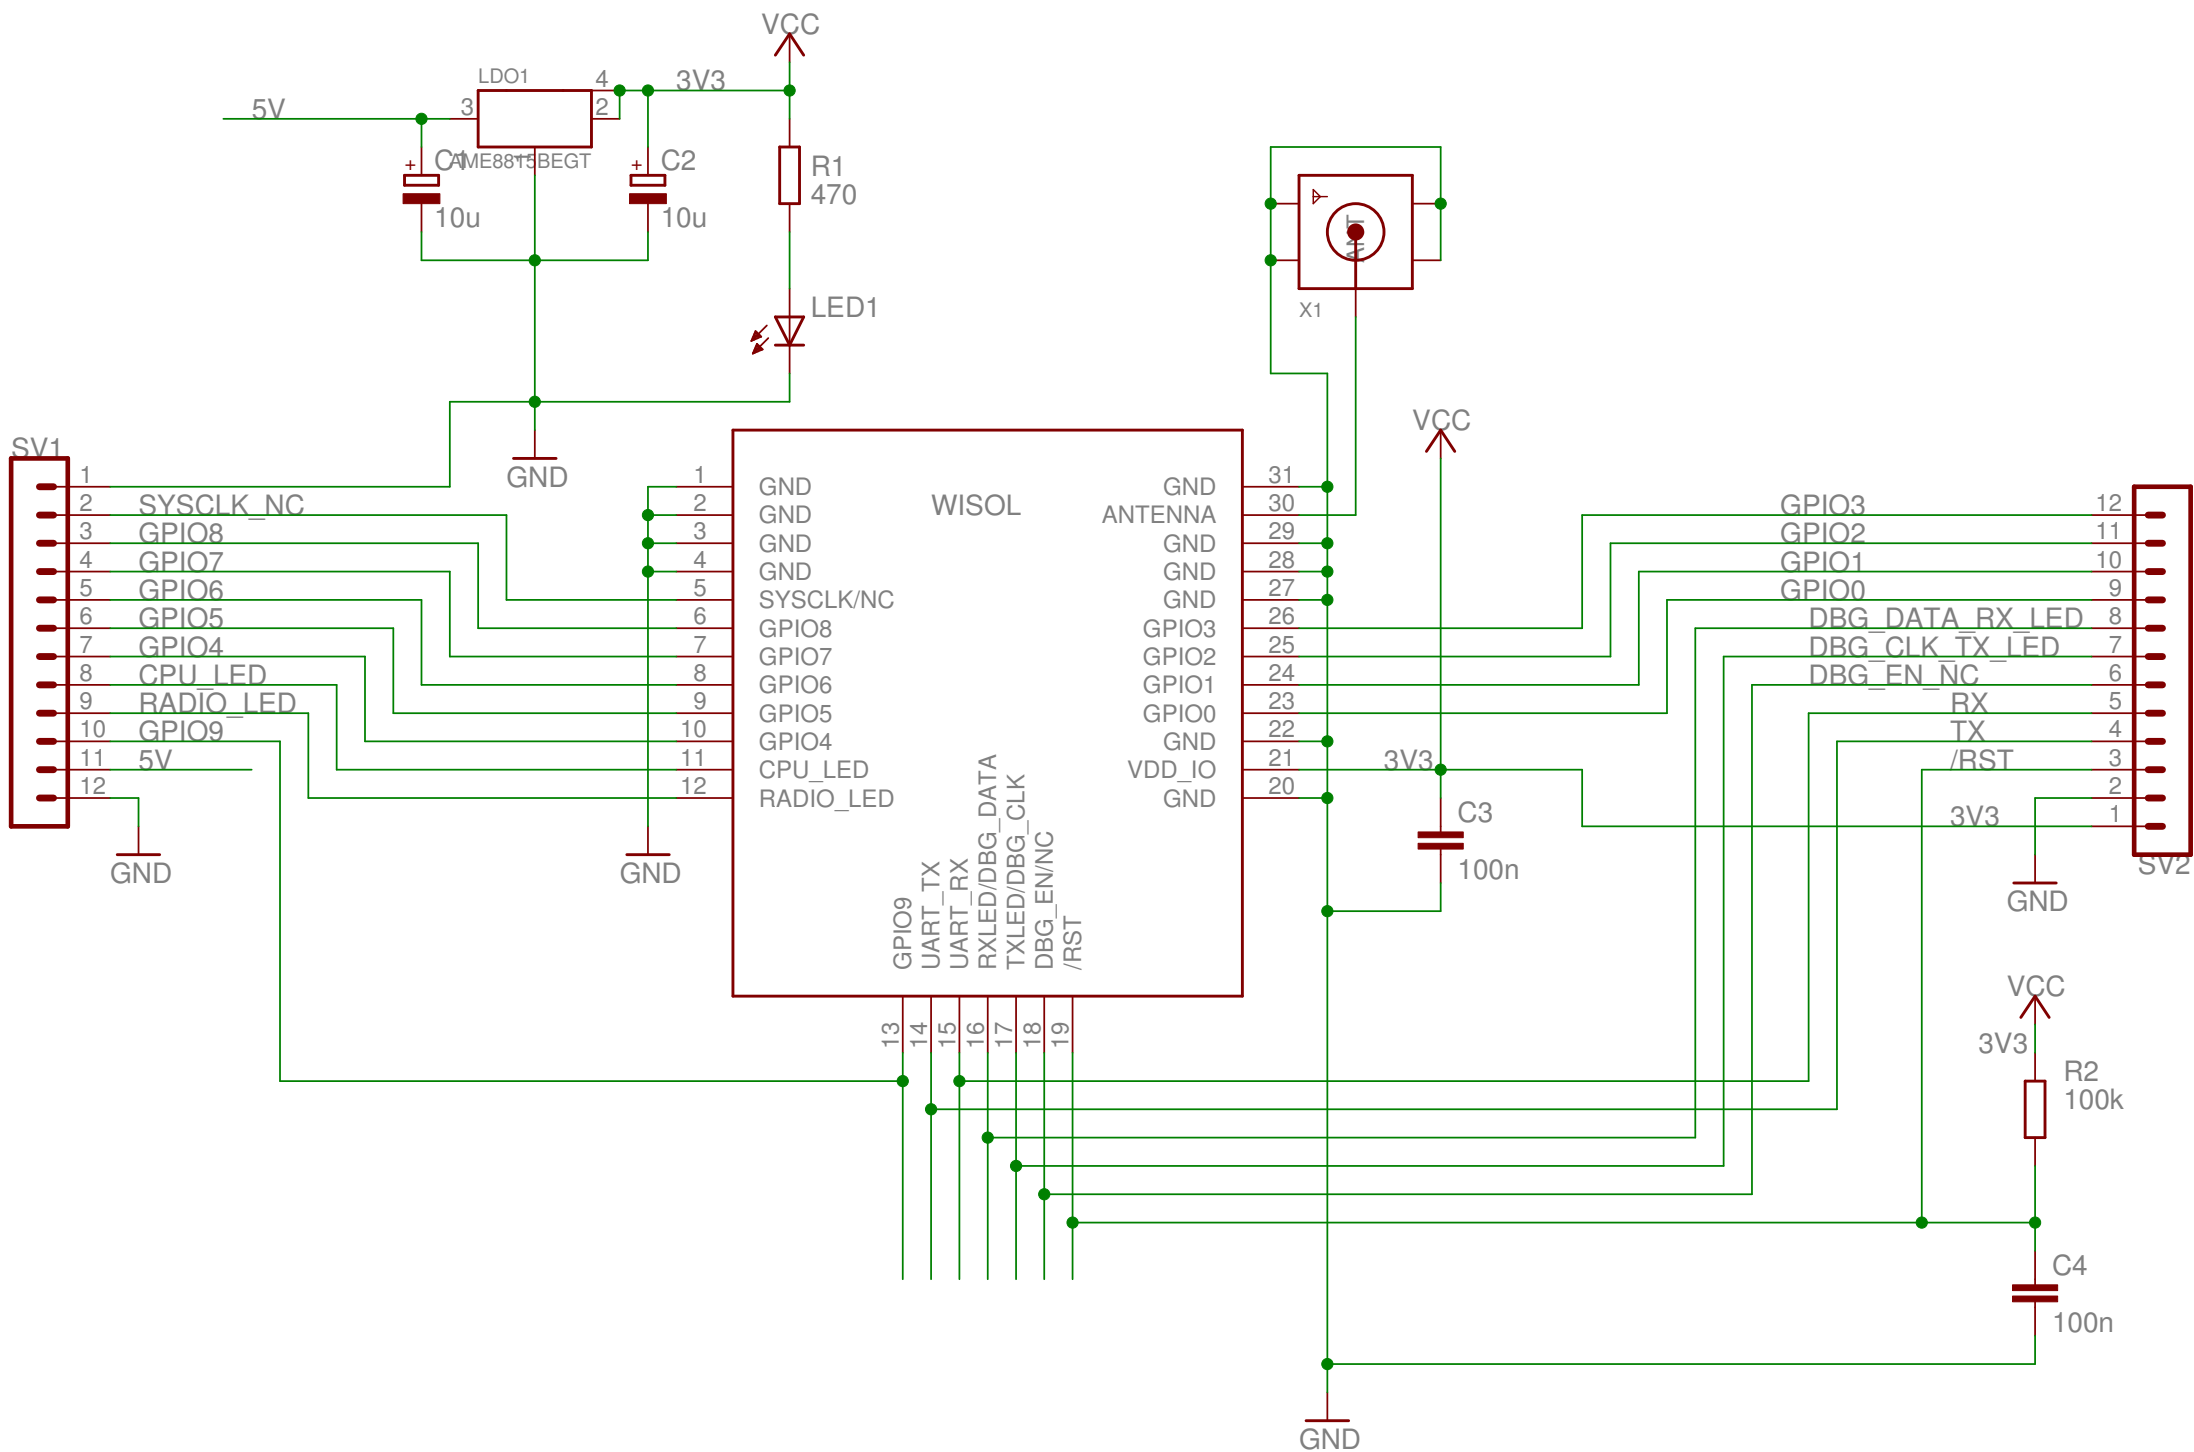 VCC
LDO1
4
3V3
5V
3
2
1
C1
AME8815BEGT
+
10u
+
C2
10u
R1
470
LED1
GND
ANT
X1
VCC
SV1
1
2 SYSCLK_NC
3 GPIO8
4 GPIO7
5 GPIO6
6 GPIO5
7 GPIO4
8 CPU_LED
9 RADIO_LED
10 GPIO9
11 5V
12
GND
GND
WISOL
1 GND
2 GND
3 GND
4 GND
5 SYSCLK/NC
6 GPIO8
7 GPIO7
8 GPIO6
9 GPIO5
10 GPIO4
11 CPU_LED
12 RADIO_LED
GND 31
ANTENNA 30
GND 29
GND 28
GND 27
GPIO3 26
GPIO2 25
GPIO1 24
GPIO0 23
GND 22
VDD_IO 21
GND 20
GPIO9 13
UART_TX 14
UART_RX 15
RXLED/DBG_DATA 16
TXLED/DBG_CLK 17
DBG_EN/NC 18
/RST 19
3V3
C3
100n
GPIO3 12
GPIO2 11
GPIO1 10
GPIO0 9
DBG_DATA_RX_LED 8
DBG_CLK_TX_LED 7
DBG_EN_NC 6
RX 5
TX 4
/RST 3
2
3V3 1
SV2
GND
VCC
3V3
R2
100k
C4
100n
GND